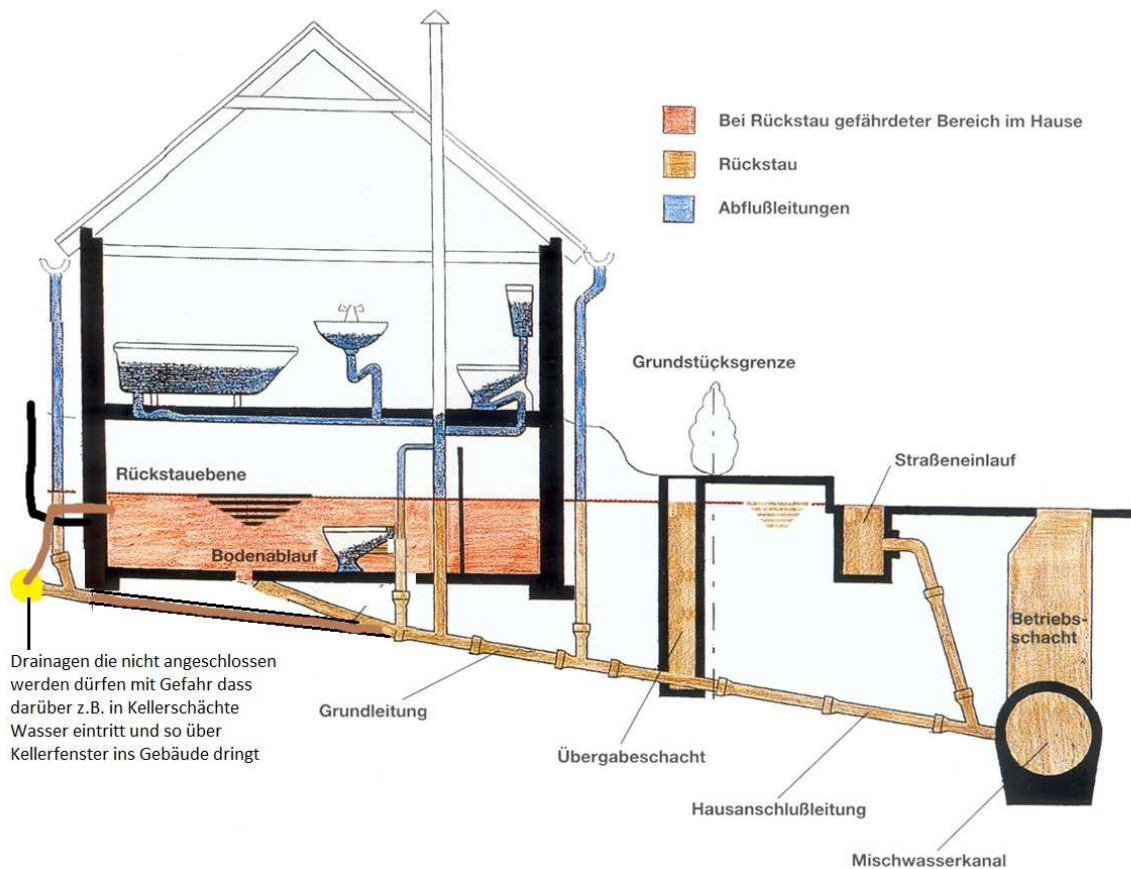 Bei Rückstau gefährdeter Bereich im Hause
Rückstau
Abflußleitungen
Grundstücksgrenze
Straßeneinlauf
Rückstauebene
Bodenablauf
Betriebs-
schacht
Drainagen die nicht angeschlossen
werden dürfen mit Gefahr dass
darüber z.B. in Kellerschächte
Wasser eintritt und so über
Kellerfenster ins Gebäude dringt
Grundleitung
Übergabeschacht
Hausanschlußleitung
Mischwasserkanal